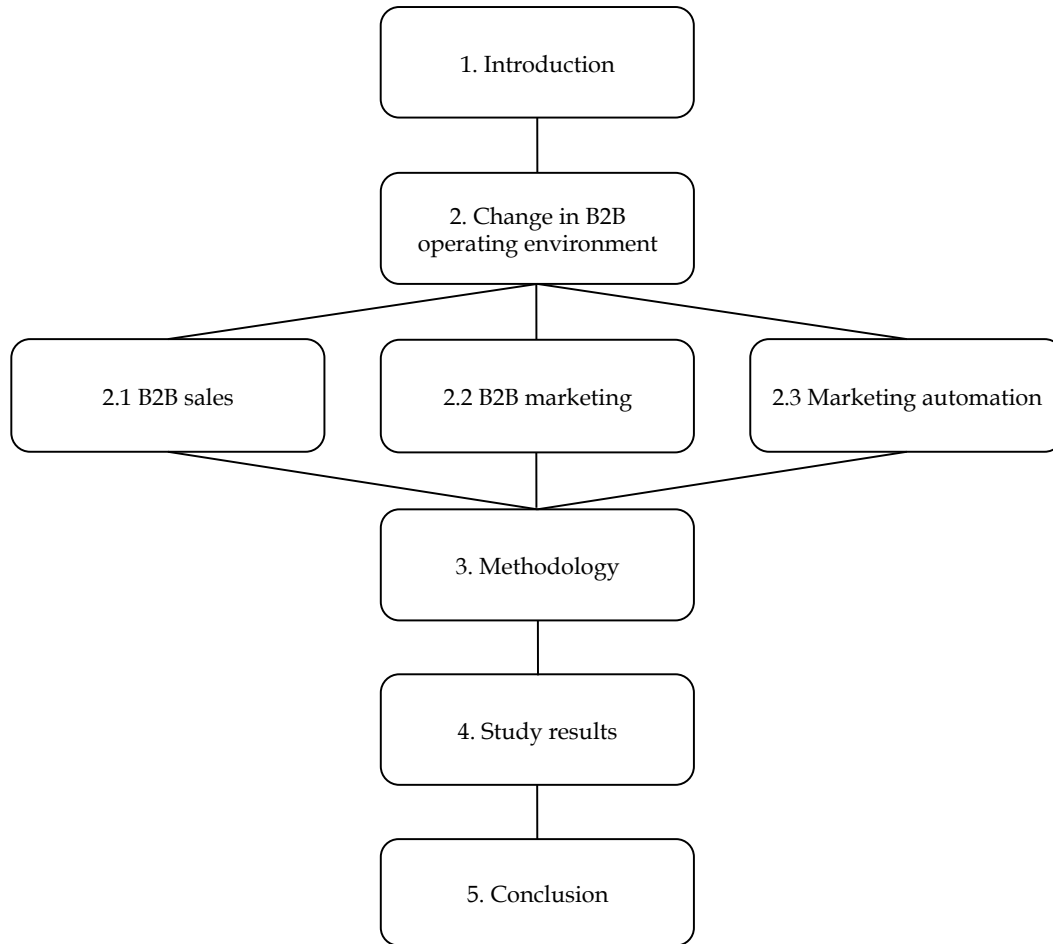 1. Introduction
2. Change in B2B
operating environment
2.1 B2B sales
2.2 B2B marketing
2.3 Marketing automation
3. Methodology
4. Study results
5. Conclusion